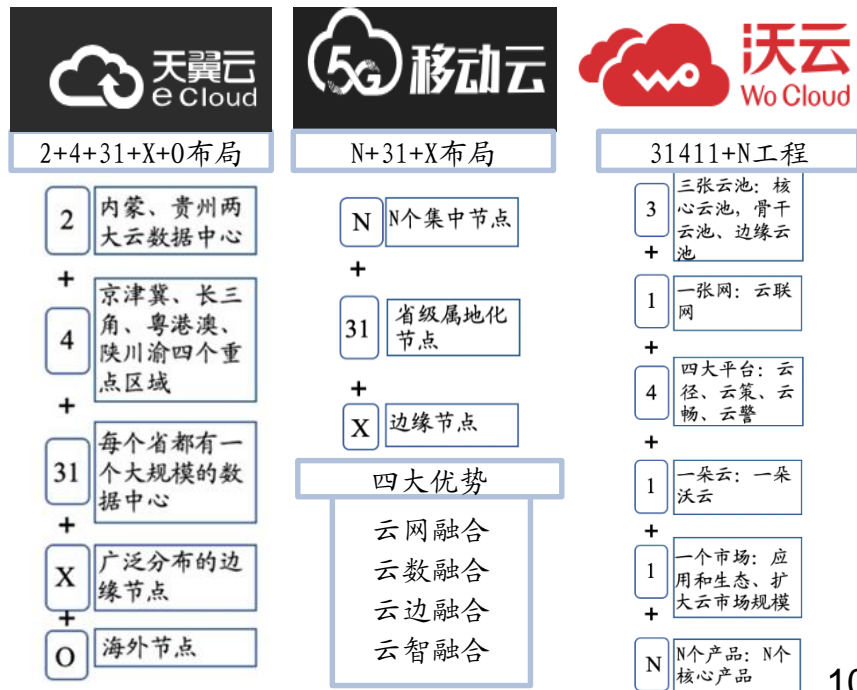 天翼云
e Cloud
2+4+31+X+O布局
2
内蒙、贵州两
大云数据中心
+
4
京津冀、长三
角、粤港澳、
陕川渝四个重
点区域
+
31
每个省都有一
个大规模的数
据中心
+
X
广泛分布的边
缘节点
+
O
海外节点
5G
移动云
N+31+X布局
N
N个集中节点
+
31
省级属地化
节点
+
X
边缘节点
四大优势
云网融合
云数融合
云边融合
云智融合
wo
沃云
Wo Cloud
31411+N工程
3
三张云池：核
心云池，骨干
云池、边缘云
池
+
1
一张网：云联
网
+
4
四大平台：云
径、云策、云
畅、云警
+
1
一朵云：一朵
沃云
+
1
一个市场：应
用和生态、扩
大云市场规模
+
N
N个产品：N个
核心产品
10